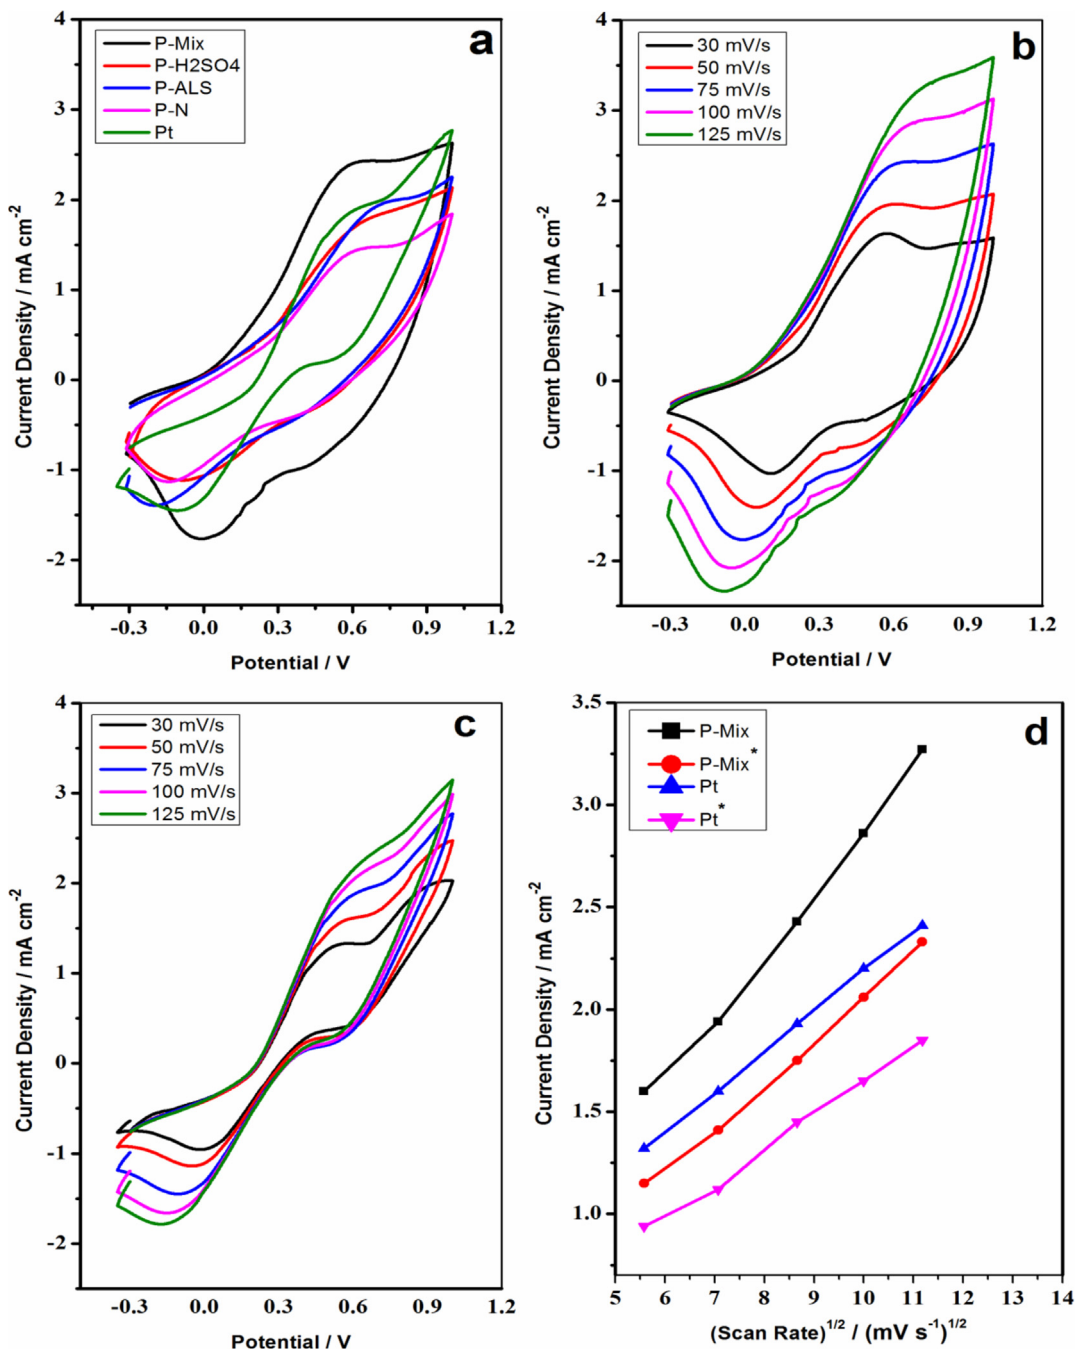 a
P-Mix
P-H2SO4
P-ALS
P-N
Pt
4
3
2
1
0
-1
-2
Current Density / mA cm-2
-0.3 0.0 0.3 0.6 0.9 1.2
Potential / V
b
30 mV/s
50 mV/s
75 mV/s
100 mV/s
125 mV/s
4
3
2
1
0
-1
-2
Current Density / mA cm-2
-0.3 0.0 0.3 0.6 0.9 1.2
Potential / V
c
30 mV/s
50 mV/s
75 mV/s
100 mV/s
125 mV/s
4
3
2
1
0
-1
-2
Current Density / mA cm-2
-0.3 0.0 0.3 0.6 0.9 1.2
Potential / V
d
P-Mix
P-Mix*
Pt
Pt*
3.5
3.0
2.5
2.0
1.5
1.0
Current Density / mA cm-2
5 6 7 8 9 10 11 12 13 14
(Scan Rate)1/2 / (mV s-1)1/2